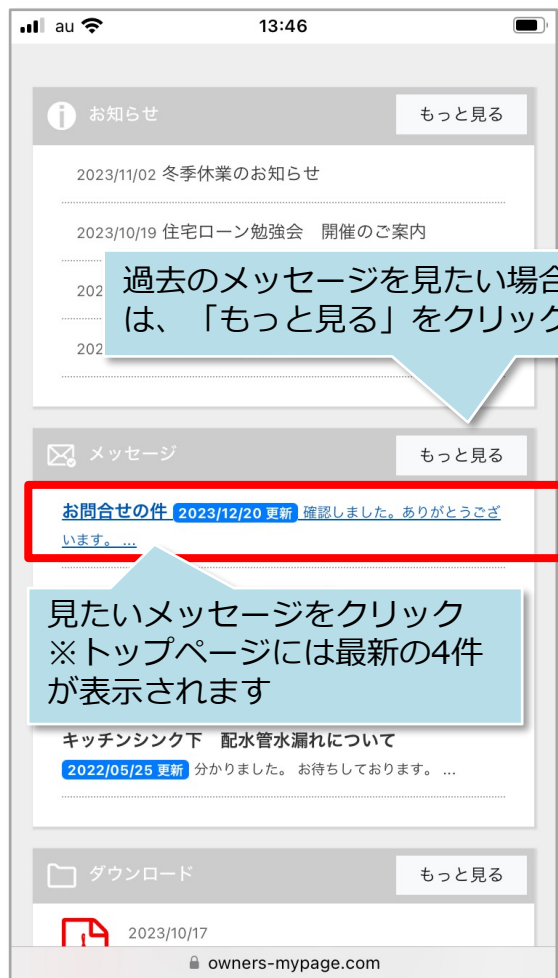 au 13:46
お知らせ もっと見る
2023/11/02 冬季休業のお知らせ
2023/10/19 住宅ローン勉強会　開催のご案内
過去のメッセージを見たい場合
は、「もっと見る」をクリック
メッセージ もっと見る
お問合せの件 2023/12/20 更新 確認しました。ありがとうござ
います。 ...
見たいメッセージをクリック
※トップページには最新の4件
が表示されます
キッチンシンク下　配水管水漏れについて
2022/05/25 更新 分かりました。 お待ちしております。 ...
ダウンロード もっと見る
2023/10/17
owners-mypage.com